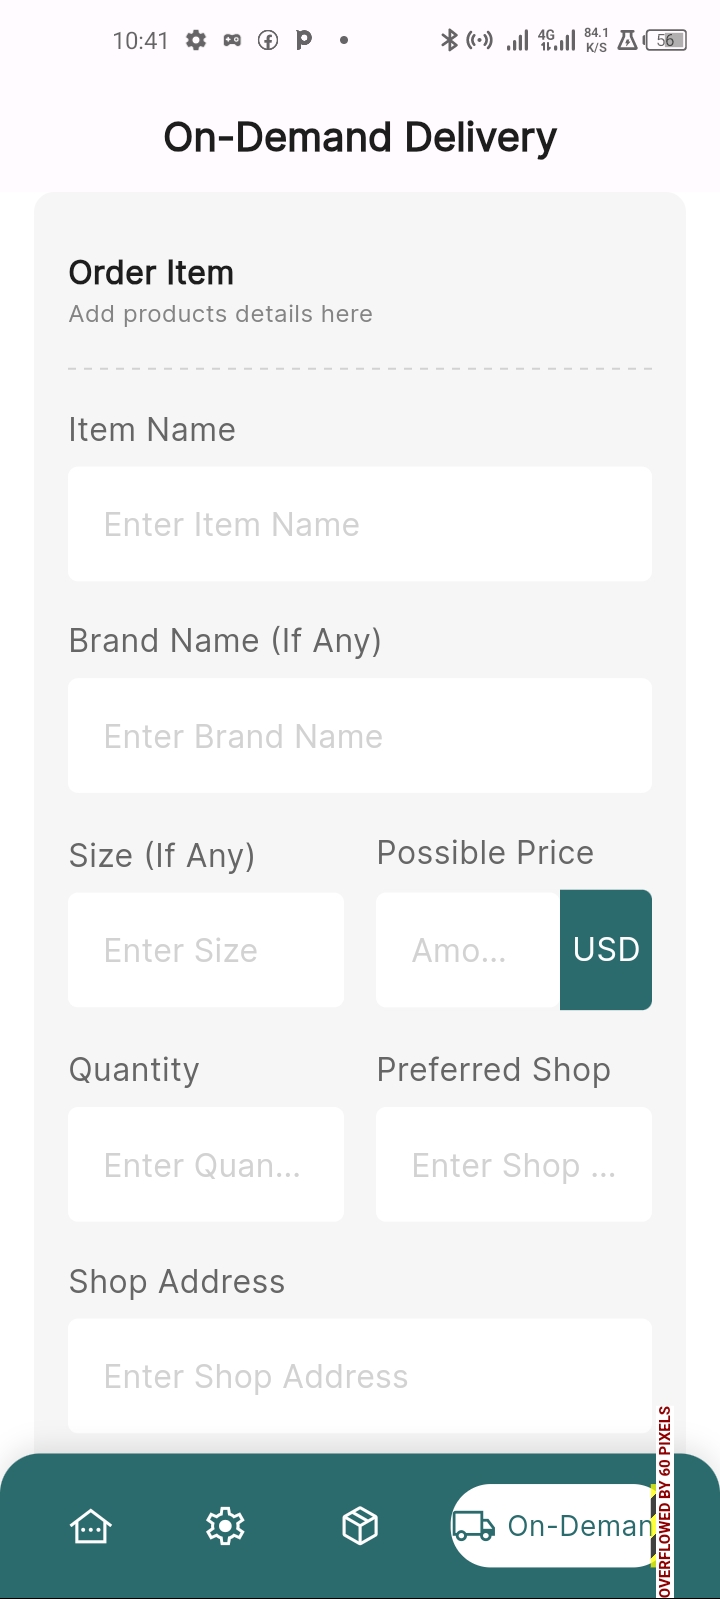 10:41 4G 84.1 K/S 56
On-Demand Delivery
Order Item
Add products details here
Item Name
Enter Item Name
Brand Name (If Any)
Enter Brand Name
Size (If Any) Possible Price
Enter Size Amo... USD
Quantity Preferred Shop
Enter Quan... Enter Shop ...
Shop Address
Enter Shop Address
On-Deman
OVERFLOWED BY 60 PIXELS